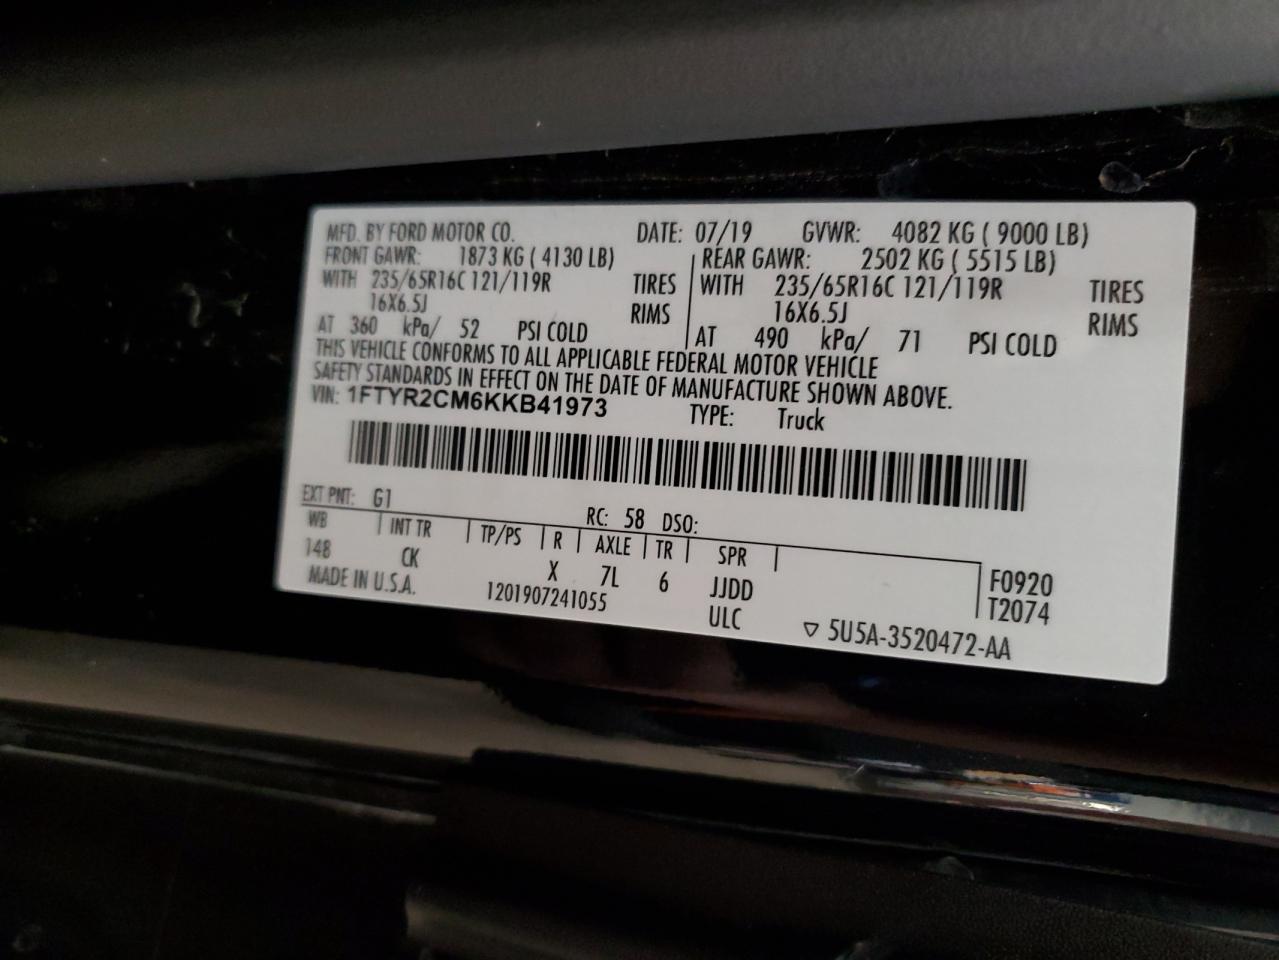 MFD. BY FORD MOTOR CO. DATE: 07/19 GVWR: 4082 KG ( 9000 LB)
FRONT GAWR: 1873 KG ( 4130 LB) REAR GAWR: 2502 KG ( 5515 LB)
WITH 235/65R16C 121/119R TIRES WITH 235/65R16C 121/119R TIRES
16X6.5J RIMS 16X6.5J RIMS
AT 360 kPa/ 52 PSI COLD AT 490 kPa/ 71 PSI COLD
THIS VEHICLE CONFORMS TO ALL APPLICABLE FEDERAL MOTOR VEHICLE
SAFETY STANDARDS IN EFFECT ON THE DATE OF MANUFACTURE SHOWN ABOVE.
VIN: 1FTYR2CM6KKB41973 TYPE: Truck
EXT PNT: G1 RC: 58 DSO:
WB INT TR TP/PS R AXLE TR SPR
148 CK X 7L 6 JJDD F0920
MADE IN U.S.A. 1201907241055 ULC T2074
▽ 5U5A-3520472-AA